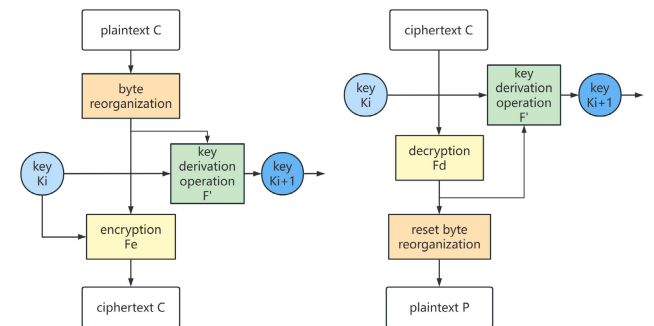 plaintext C
byte
reorganization
key
Ki
key
derivation
operation
F'
key
Ki+1
encryption
Fe
ciphertext C
ciphertext C
key
Ki
key
derivation
operation
F'
key
Ki+1
decryption
Fd
reset byte
reorganization
plaintext P